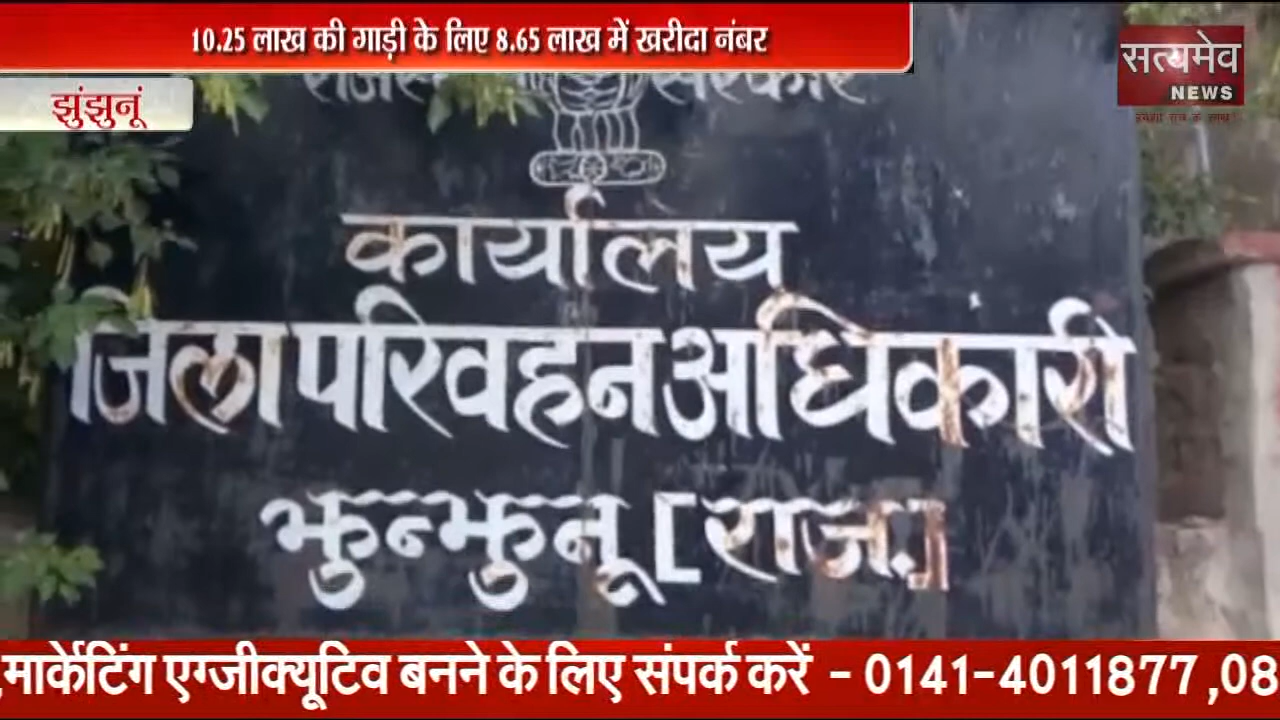 10.25 लाख की गाड़ी के लिए 8.65 लाख में खरीदा नंबर
सत्यमेव
NEWS
झुंझुनूं
सरकार
कार्यालय
जिला परिवहन अधिकारी
झुन्झुनू [राज.]
,मार्केटिंग एग्जीक्यूटिव बनने के लिए संपर्क करें - 0141-4011877 ,08